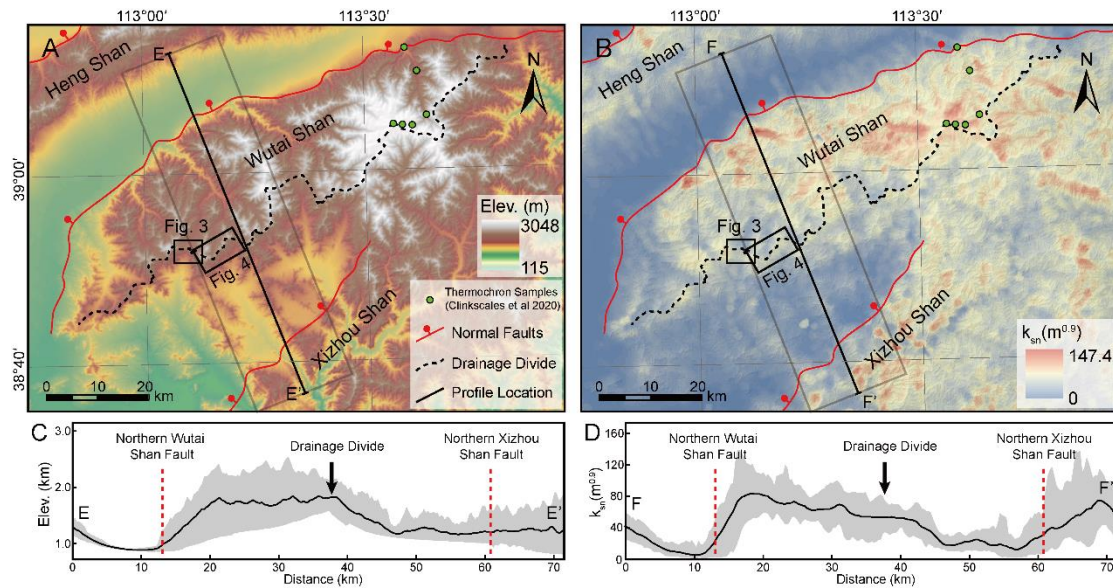 113°00'
113°30'
A
E
Heng Shan
N
Wutai Shan
39°00'
Fig. 3
Fig. 4
Elev. (m)
3048
115
Thermochron Samples
(Clinkscales et al 2020)
Normal Faults
Drainage Divide
Profile Location
Xizhou Shan
38°40'
E'
0 10 20
km
113°00'
113°30'
B
F
Heng Shan
N
Wutai Shan
Fig. 3
Fig. 4
Xizhou Shan
ksn(m0.9)
147.4
0
F'
0 10 20
km
C
Northern Wutai
Shan Fault
Drainage Divide
Northern Xizhou
Shan Fault
3.0
2.0
1.0
Elev. (km)
E
E'
0 10 20 30 40 50 60 70
Distance (km)
D
Northern Wutai
Shan Fault
Drainage Divide
Northern Xizhou
Shan Fault
160
120
80
40
0
ksn(m0.9)
F
F'
0 10 20 30 40 50 60 70
Distance (km)